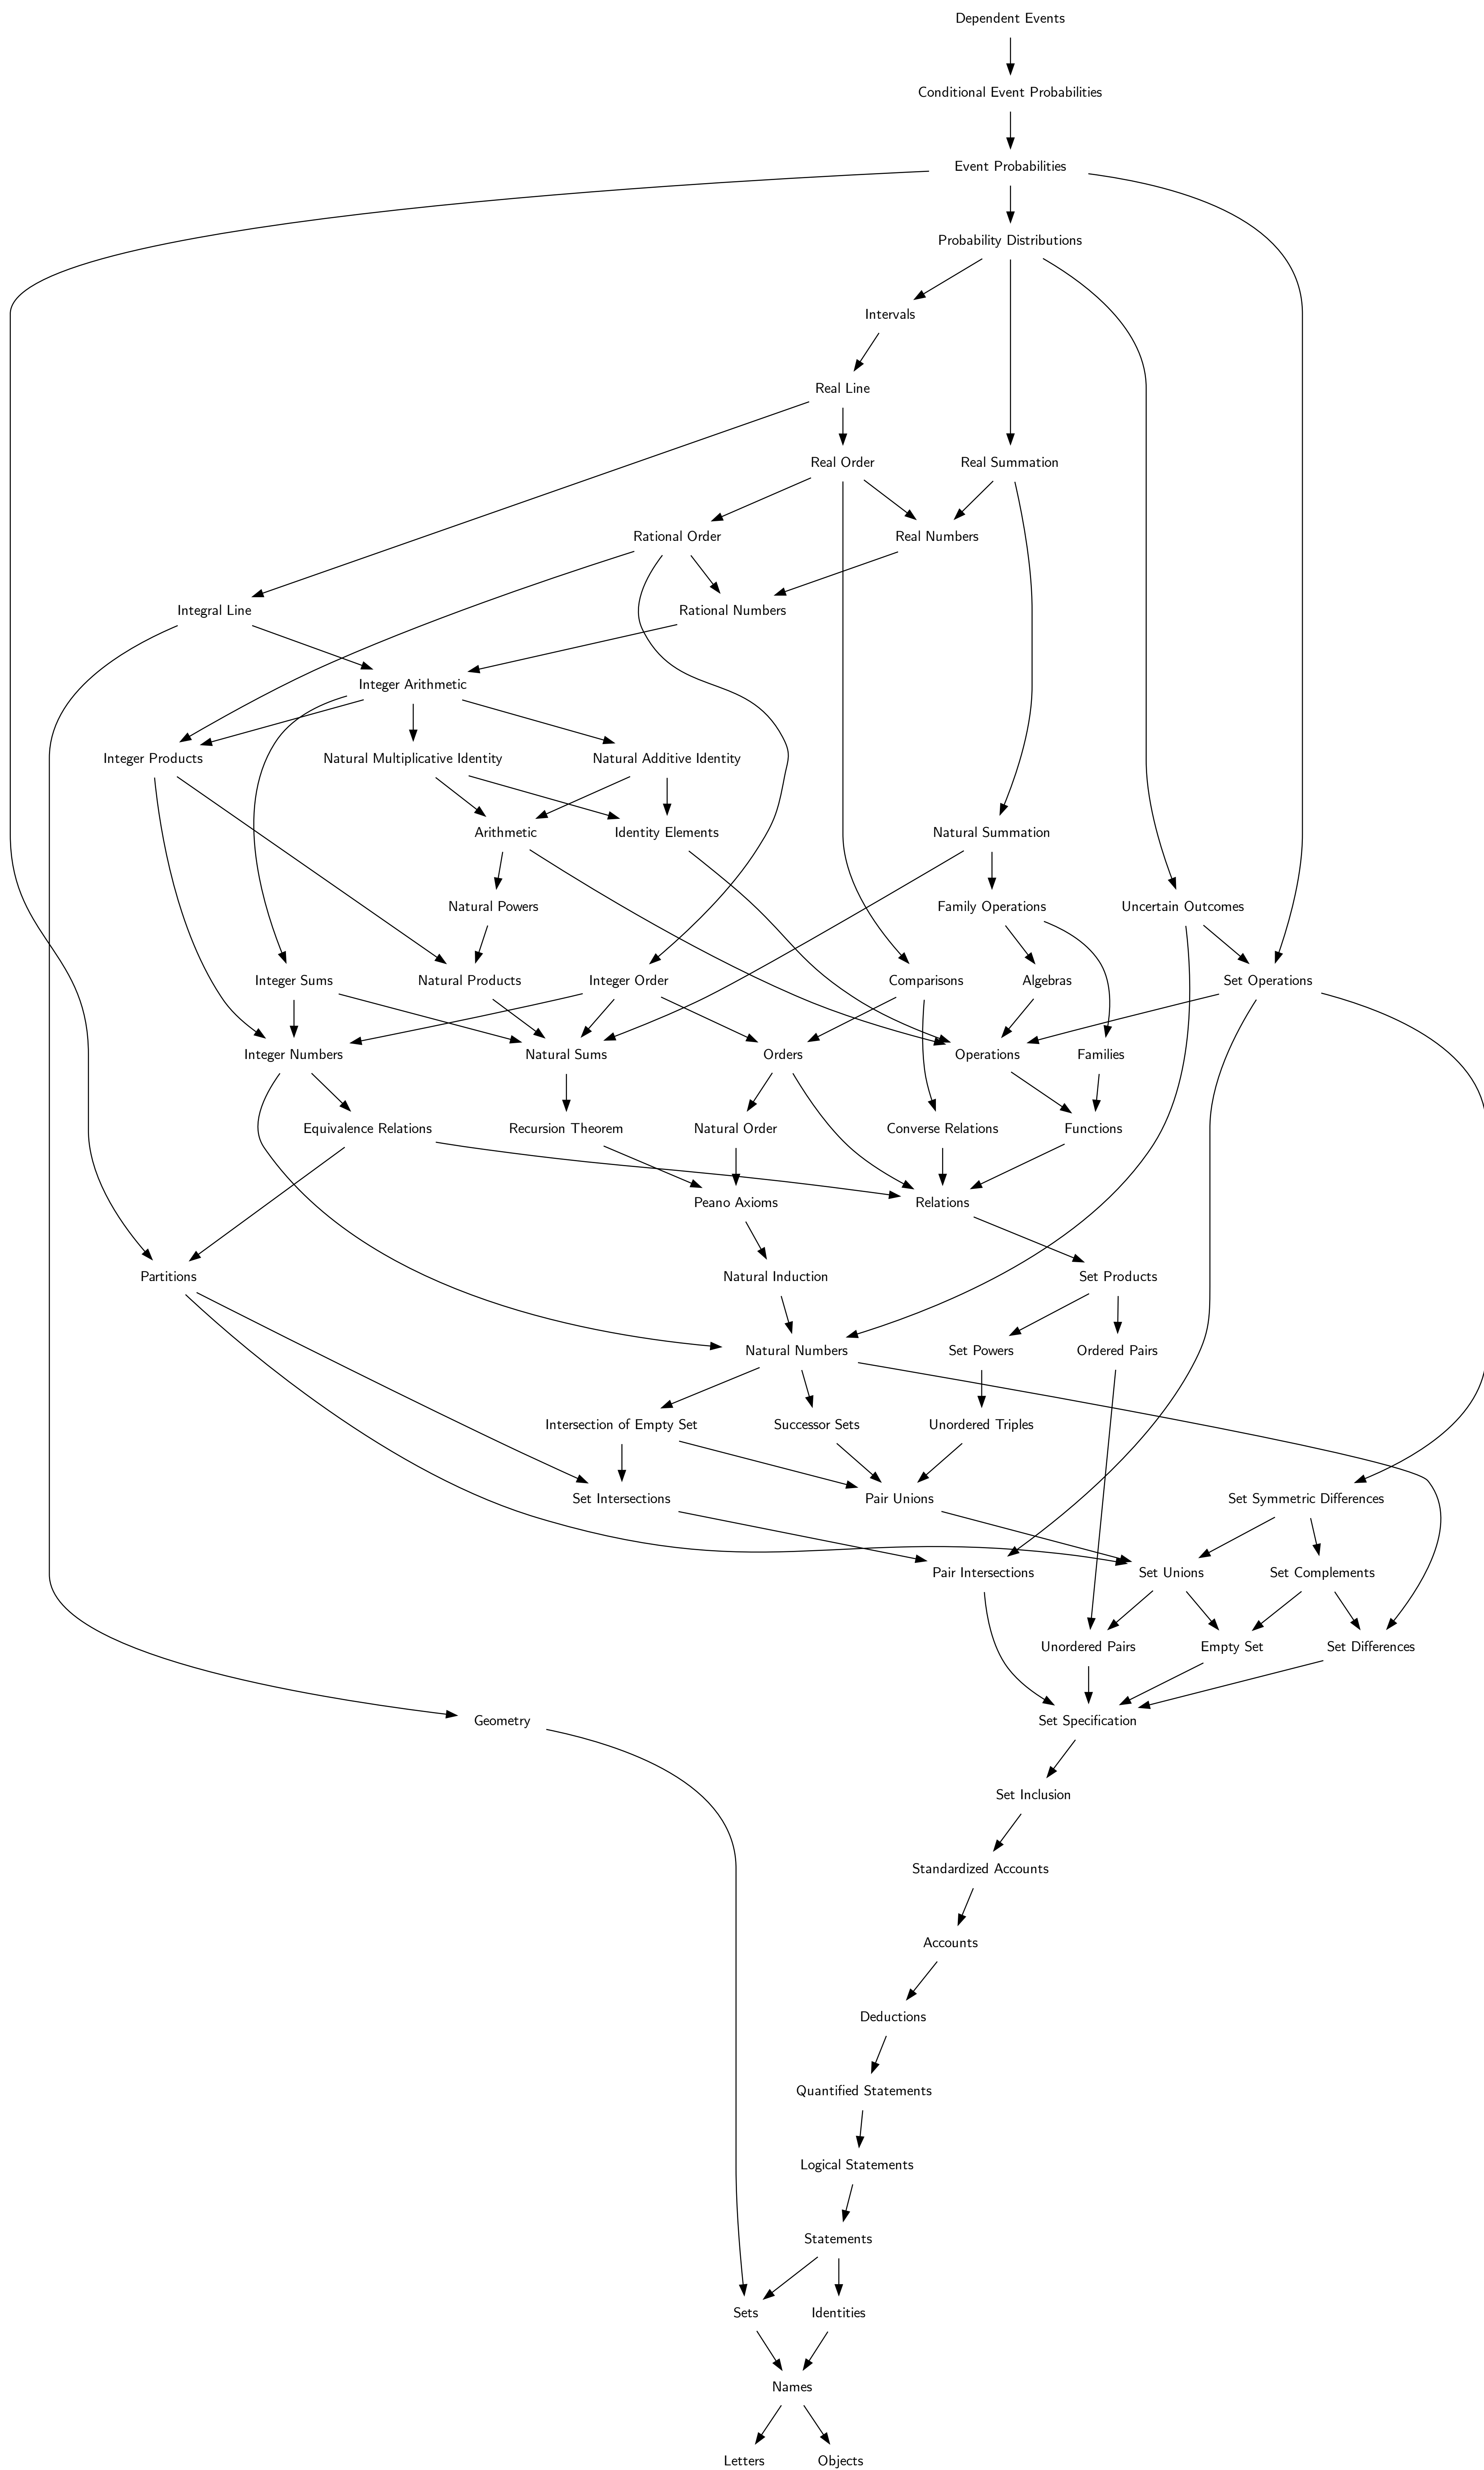 Dependent Events
Conditional Event Probabilities
Event Probabilities
Probability Distributions
Intervals
Real Line
Real Order
Real Summation
Rational Order
Real Numbers
Integral Line
Rational Numbers
Integer Arithmetic
Integer Products
Natural Multiplicative Identity
Natural Additive Identity
Arithmetic
Identity Elements
Natural Summation
Natural Powers
Family Operations
Uncertain Outcomes
Integer Sums
Natural Products
Integer Order
Comparisons
Algebras
Set Operations
Integer Numbers
Natural Sums
Orders
Operations
Families
Equivalence Relations
Recursion Theorem
Natural Order
Converse Relations
Functions
Peano Axioms
Relations
Partitions
Natural Induction
Set Products
Natural Numbers
Set Powers
Ordered Pairs
Intersection of Empty Set
Successor Sets
Unordered Triples
Set Intersections
Pair Unions
Set Symmetric Differences
Pair Intersections
Set Unions
Set Complements
Unordered Pairs
Empty Set
Set Differences
Geometry
Set Specification
Set Inclusion
Standardized Accounts
Accounts
Deductions
Quantified Statements
Logical Statements
Statements
Sets
Identities
Names
Letters
Objects